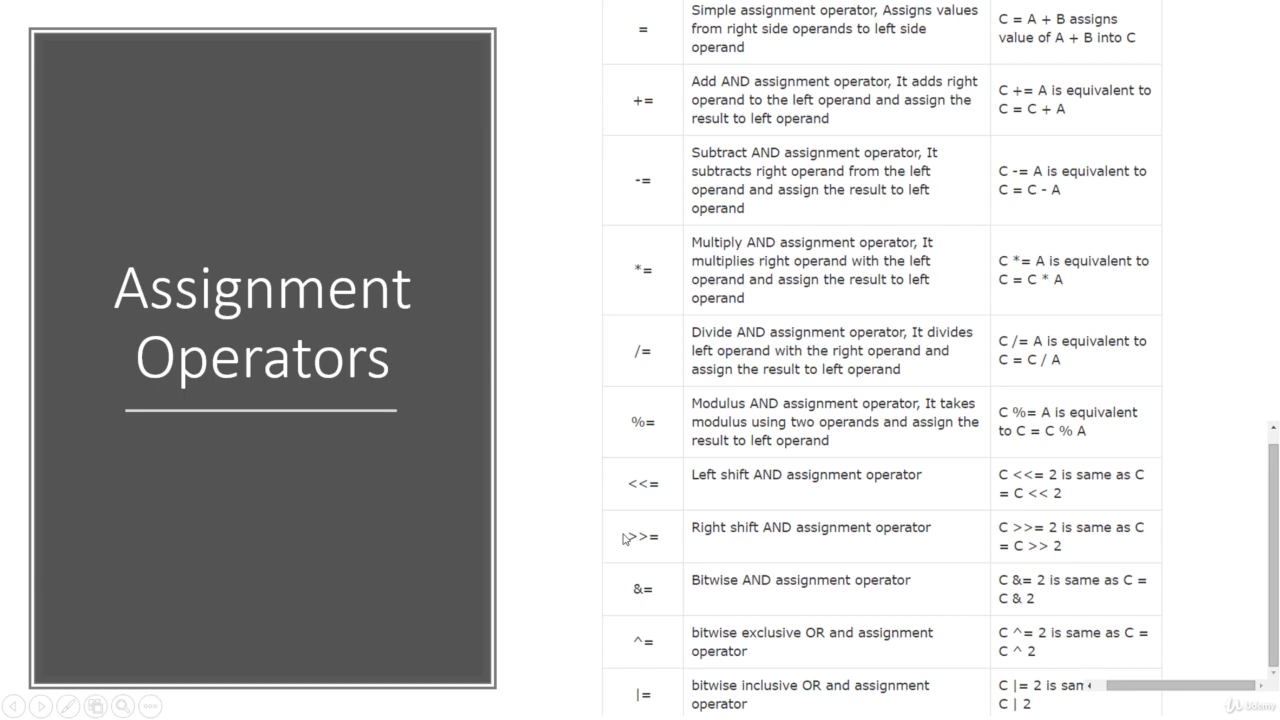 Assignment
Operators
=
Simple assignment operator, Assigns values
from right side operands to left side
operand
C = A + B assigns
value of A + B into C
+=
Add AND assignment operator, It adds right
operand to the left operand and assign the
result to left operand
C += A is equivalent to
C = C + A
-=
Subtract AND assignment operator, It
subtracts right operand from the left
operand and assign the result to left
operand
C -= A is equivalent to
C = C - A
*=
Multiply AND assignment operator, It
multiplies right operand with the left
operand and assign the result to left
operand
C *= A is equivalent to
C = C * A
/=
Divide AND assignment operator, It divides
left operand with the right operand and
assign the result to left operand
C /= A is equivalent to
C = C / A
%=
Modulus AND assignment operator, It takes
modulus using two operands and assign the
result to left operand
C %= A is equivalent
to C = C % A
<<=
Left shift AND assignment operator
C <<= 2 is same as C
= C << 2
>>=
Right shift AND assignment operator
C >>= 2 is same as C
= C >> 2
&=
Bitwise AND assignment operator
C &= 2 is same as C =
C & 2
^=
bitwise exclusive OR and assignment
operator
C ^= 2 is same as C =
C ^ 2
|=
bitwise inclusive OR and assignment
operator
C |= 2 is
C | 2
Udemy